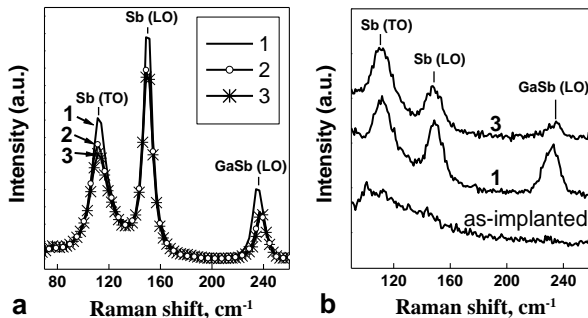 Sb (LO)
Sb (TO)
GaSb (LO)
1
2
3
1
2
3
Intensity (a.u.)
80 120 160 200 240
Raman shift, cm-1
a
Sb (TO)
Sb (LO)
GaSb (LO)
3
1
as-implanted
Intensity (a.u.)
120 160 200 240
Raman shift, cm-1
b